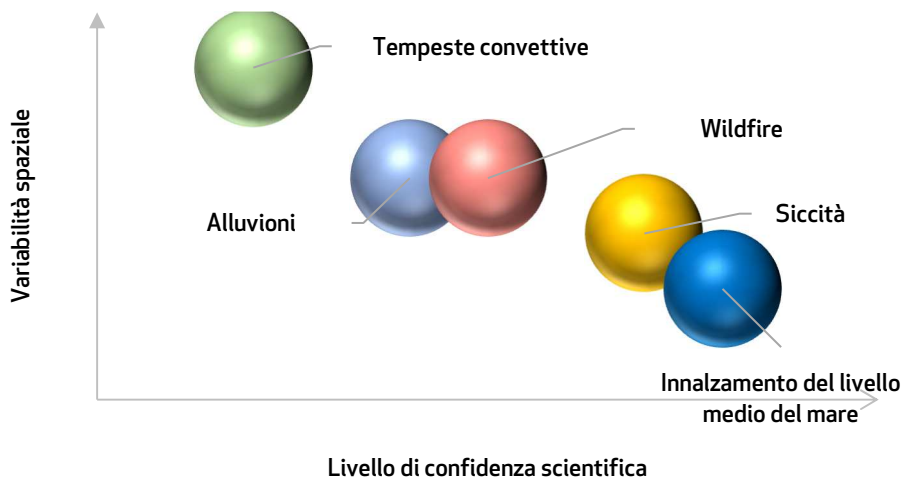 Tempeste convettive
Wildfire
Alluvioni
Siccità
Innalzamento del livello
medio del mare
Variabilità spaziale
Livello di confidenza scientifica